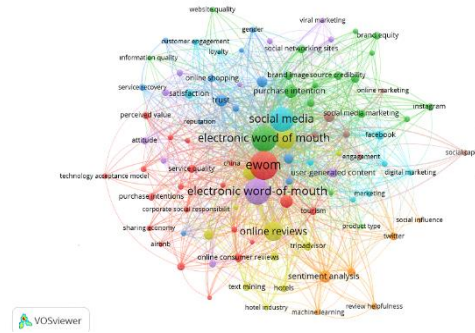 website quality
viral marketing
gender
customer engagement
social networking sites
brand equity
loyalty
information quality
online shopping
brand image
source credibility
online marketing
service recovery
satisfaction
trust
purchase intention
instagram
perceived value
reputation
social media
social media marketing
attitude
electronic word of mouth
facebook
china
ewom
engagement
technology acceptance model
service quality
user-generated content
digital marketing
purchase intentions
electronic word-of-mouth
marketing
corporate social responsibilit
tourism
social influence
sharing economy
online reviews
product type
twitter
airbnb
tripadvisor
online consumer reviews
sentiment analysis
text mining
hotels
hotel industry
machine learning
review helpfulness
VOSviewer